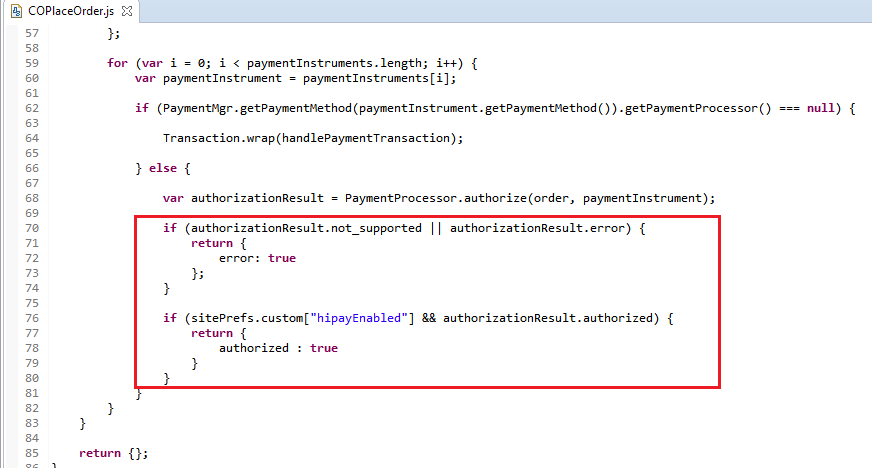 COPlaceOrder.js
57 };
58
59 for (var i = 0; i < paymentInstruments.length; i++) {
60 var paymentInstrument = paymentInstruments[i];
61
62 if (PaymentMgr.getPaymentMethod(paymentInstrument.getPaymentMethod()).getPaymentProcessor() === null) {
63
64 Transaction.wrap(handlePaymentTransaction);
65
66 } else {
67
68 var authorizationResult = PaymentProcessor.authorize(order, paymentInstrument);
69
70 if (authorizationResult.not_supported || authorizationResult.error) {
71 return {
72 error: true
73 };
74 }
75
76 if (sitePrefs.custom["hipayEnabled"] && authorizationResult.authorized) {
77 return {
78 authorized : true
79 }
80 }
81 }
82 }
83 }
84
85 return {};
86 }